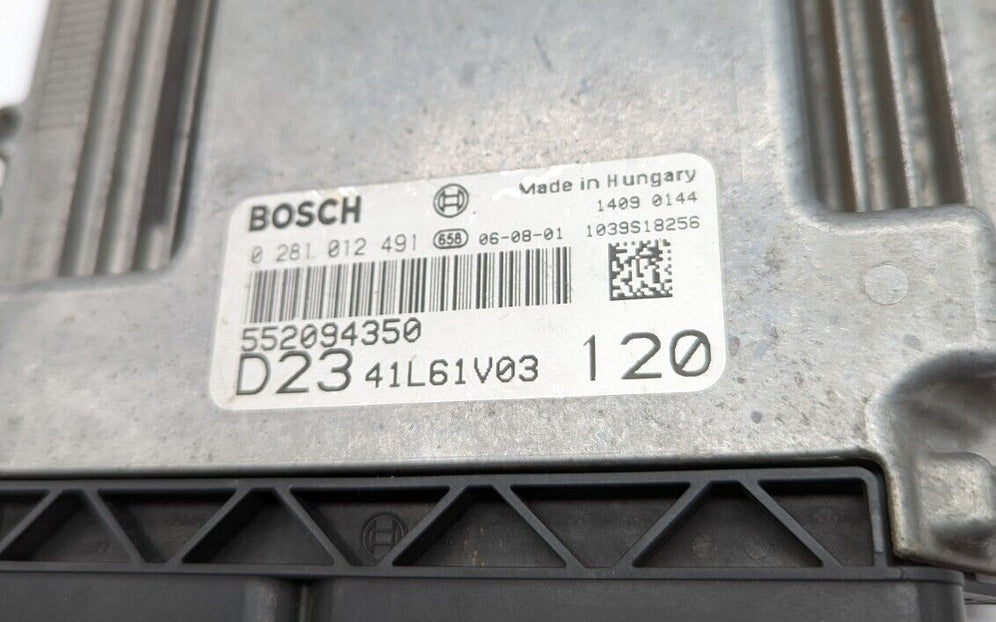 BOSCH
Made in Hungary
1409 0144
0 281 012 491 658 06-08-01 1039S18256
552094350
D23 41L61V03 120